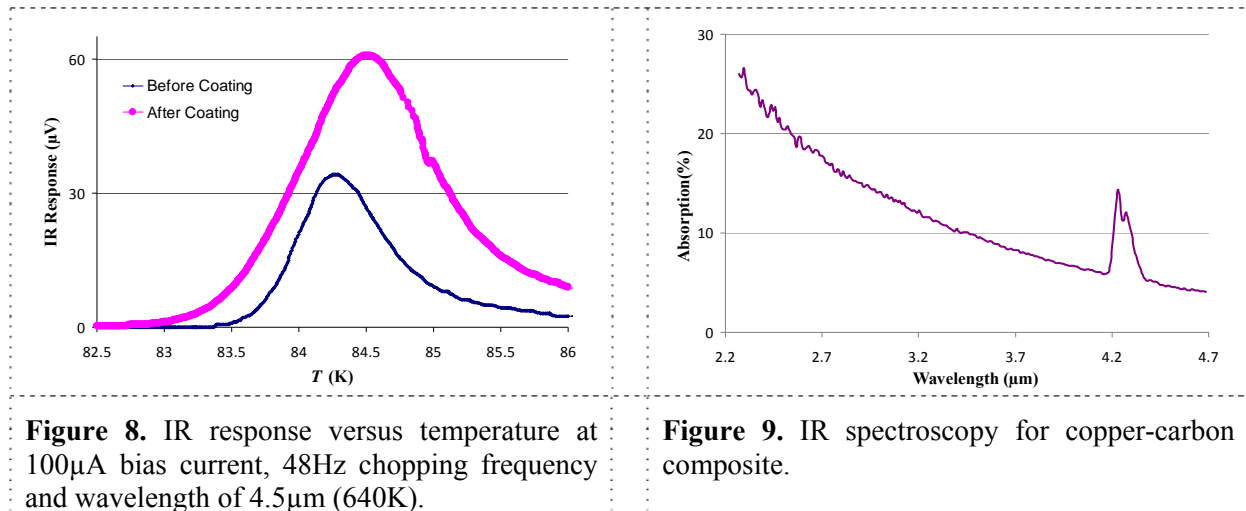 60
30
0
IR Response (µV)
Before Coating
After Coating
82.5 83 83.5 84 84.5 85 85.5 86
T (K)
30
20
10
0
Absorption(%)
2.2 2.7 3.2 3.7 4.2 4.7
Wavelength (µm)
Figure 8. IR response versus temperature at
100µA bias current, 48Hz chopping frequency
and wavelength of 4.5µm (640K).
Figure 9. IR spectroscopy for copper-carbon
composite.